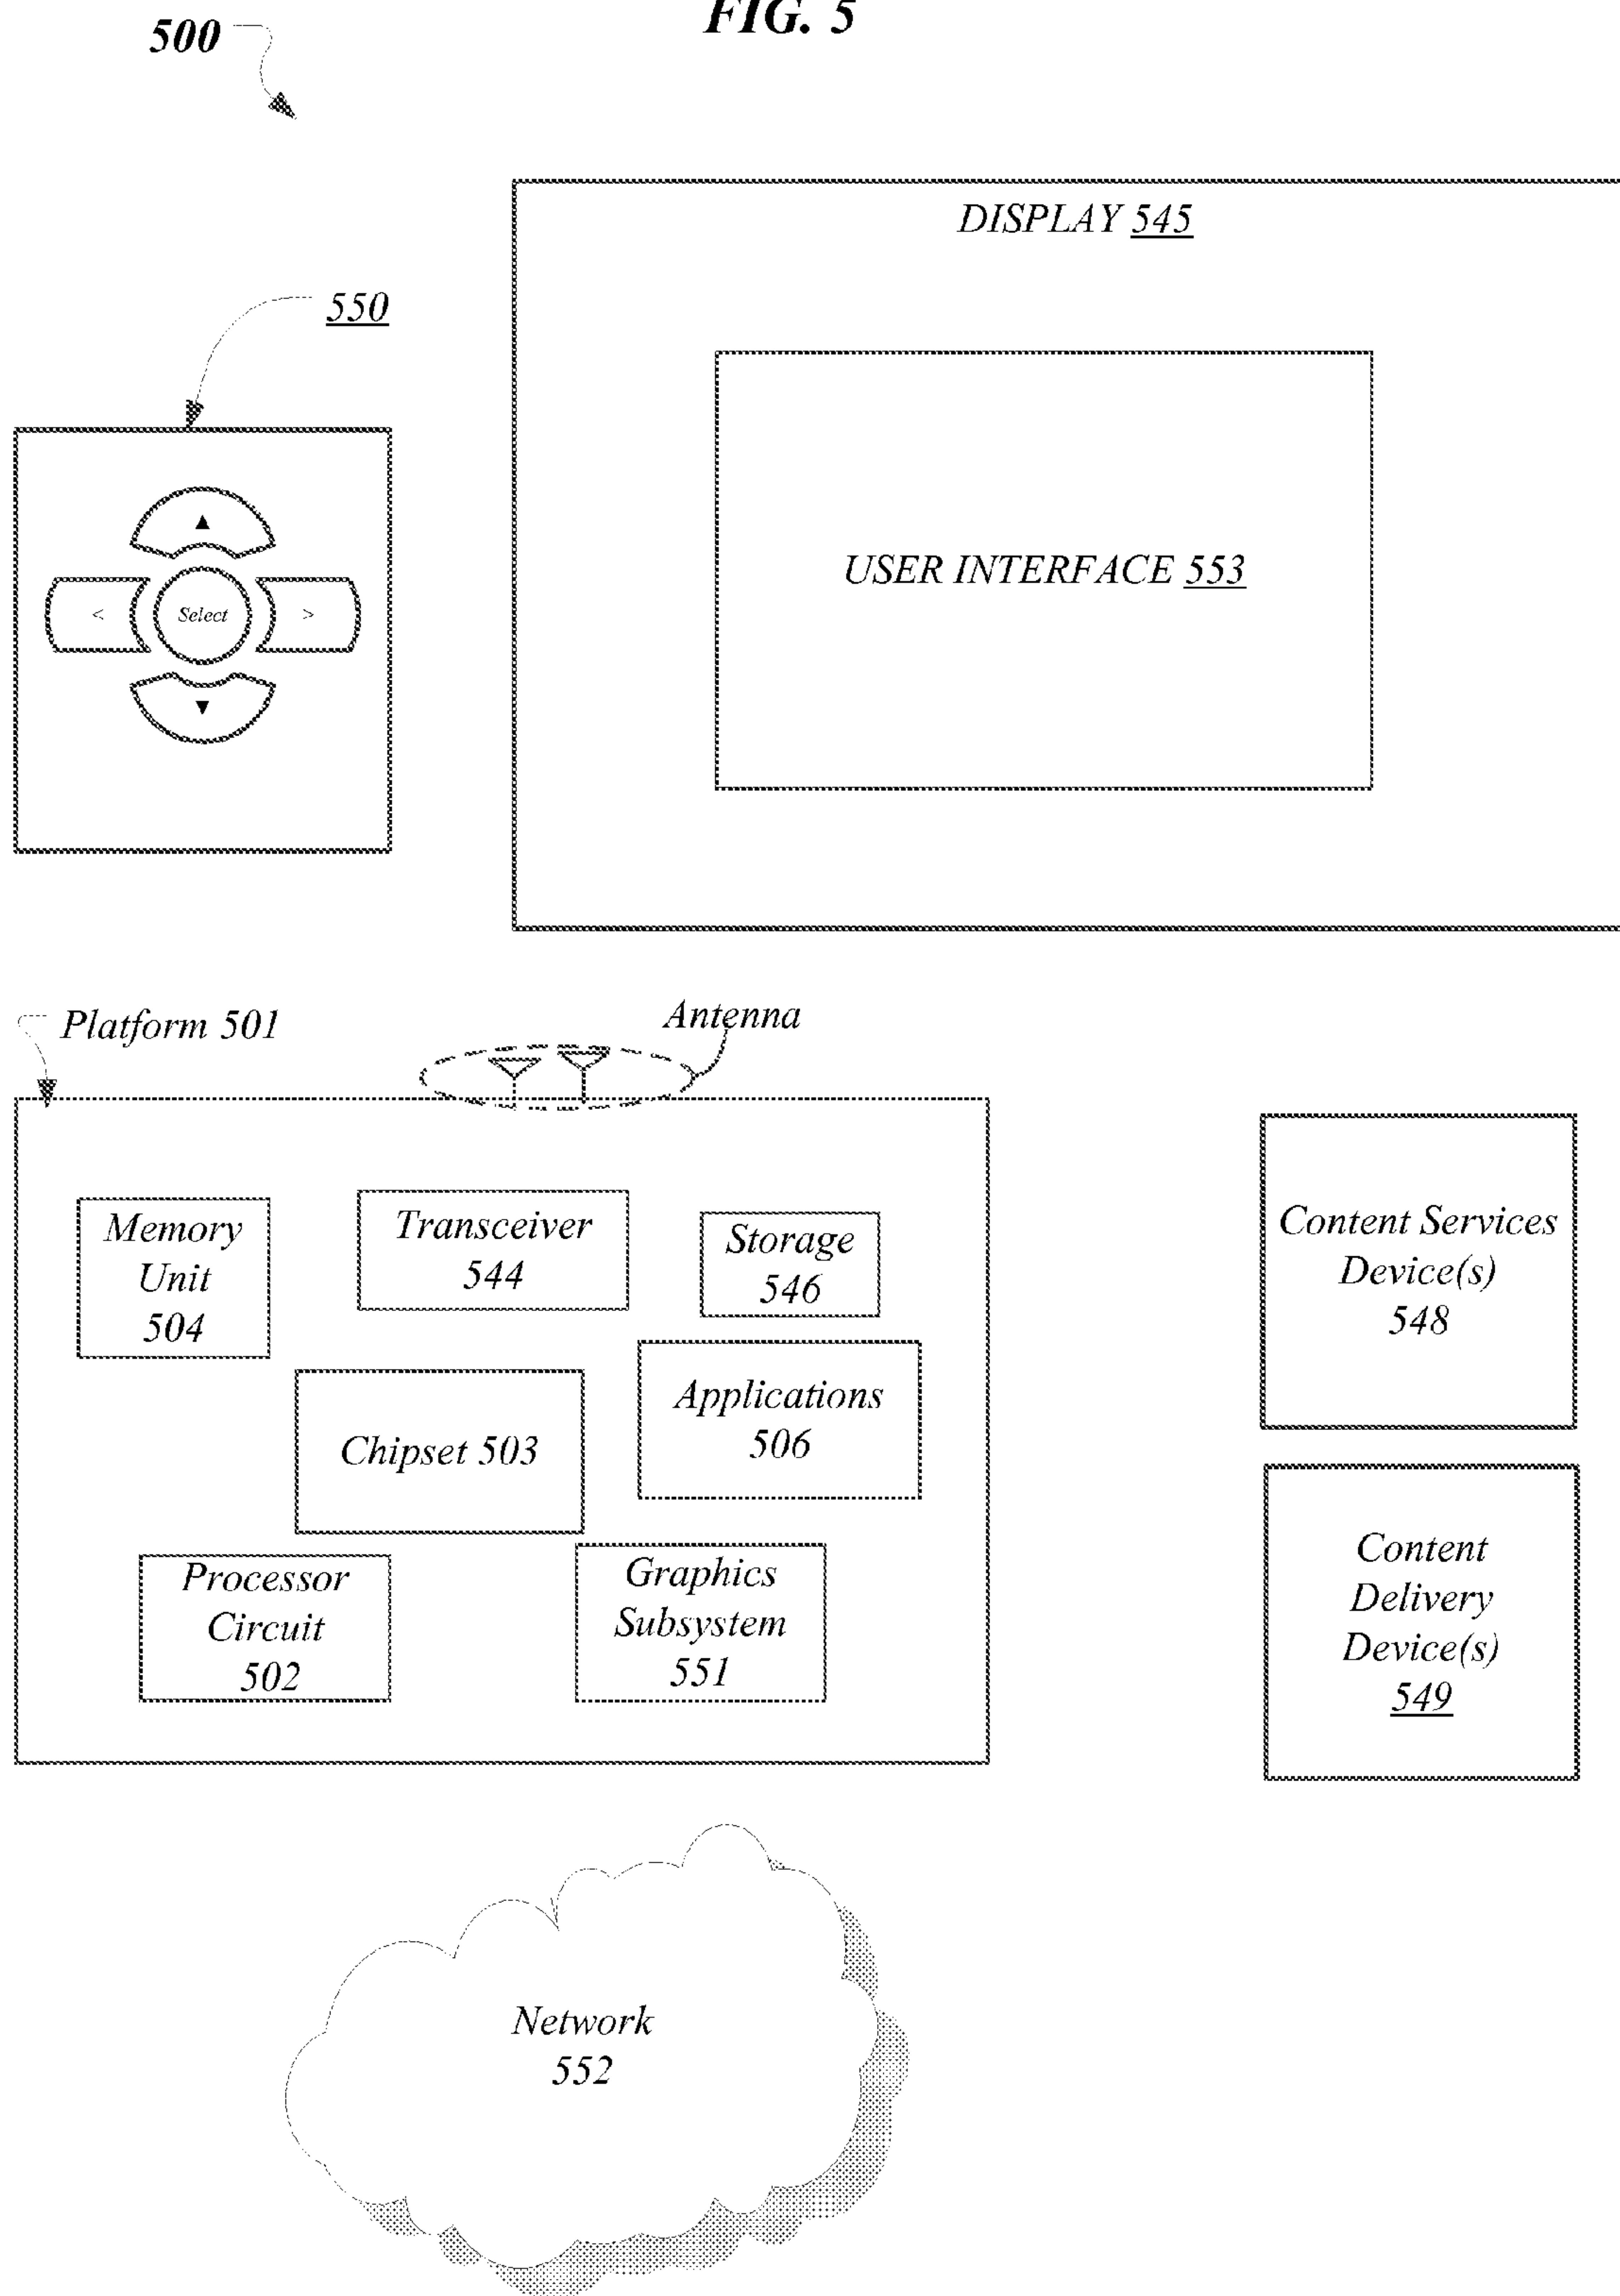 FIG. 5
500
DISPLAY 545
550
USER INTERFACE 553
▲
< Select >
▼
Platform 501
Antenna
Memory
Unit
504
Transceiver
544
Storage
546
Chipset 503
Applications
506
Processor
Circuit
502
Graphics
Subsystem
551
Content Services
Device(s)
548
Content
Delivery
Device(s)
549
Network
552